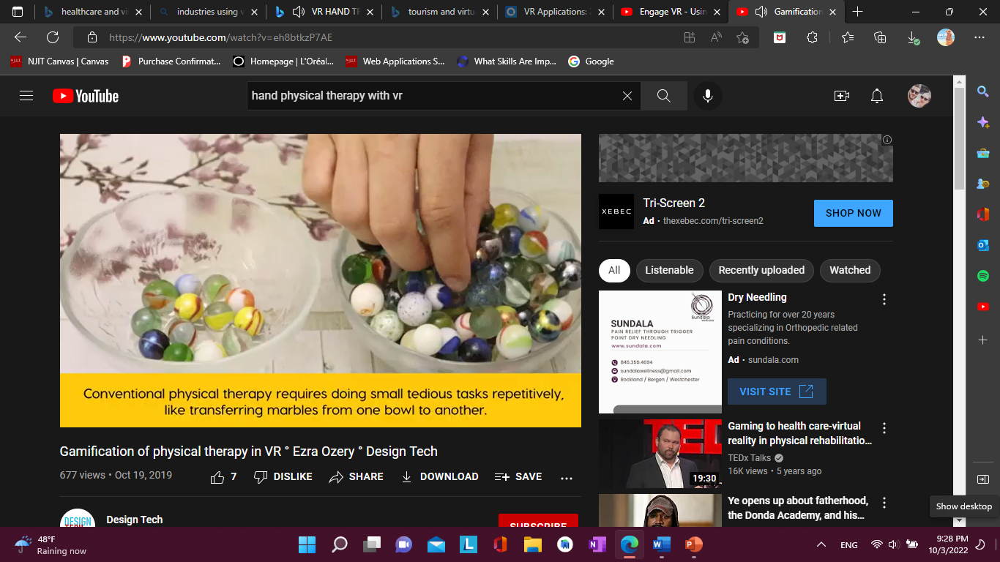 healthcare and vi
industries using v
VR HAND TH
tourism and virtu
VR Applications: 2
Engage VR - Usin
Gamification
https://www.youtube.com/watch?v=eh8btkzP7AE
NJIT Canvas | Canvas
Purchase Confirmat...
Homepage | L'Oréal...
Web Applications S...
What Skills Are Imp...
Google
YouTube
hand physical therapy with vr
XEBEC
Tri-Screen 2
Ad • thexebec.com/tri-screen2
SHOP NOW
All
Listenable
Recently uploaded
Watched
Conventional physical therapy requires doing small tedious tasks repetitively,
like transferring marbles from one bowl to another.
Gamification of physical therapy in VR ° Ezra Ozery ° Design Tech
677 views • Oct 19, 2019
7
DISLIKE
SHARE
DOWNLOAD
SAVE
...
DESIGN
TECH
Design Tech
SUBSCRIBE
Sundala
SUNDALA
PAIN RELIEF THROUGH TRIGGER
POINT DRY NEEDLING
www.sundala.com
845.359.4694
sundalawellness@gmail.com
Rockland / Bergen / Westchester
Dry Needling
Practicing for over 20 years
specializing in Orthopedic related
pain conditions.
Ad • sundala.com
VISIT SITE
TED
19:30
Gaming to health care-virtual
reality in physical rehabilitatio...
TEDx Talks
16K views • 5 years ago
Ye opens up about fatherhood,
the Donda Academy, and his...
Show desktop
48°F
Raining now
ENG
9:28 PM
10/3/2022